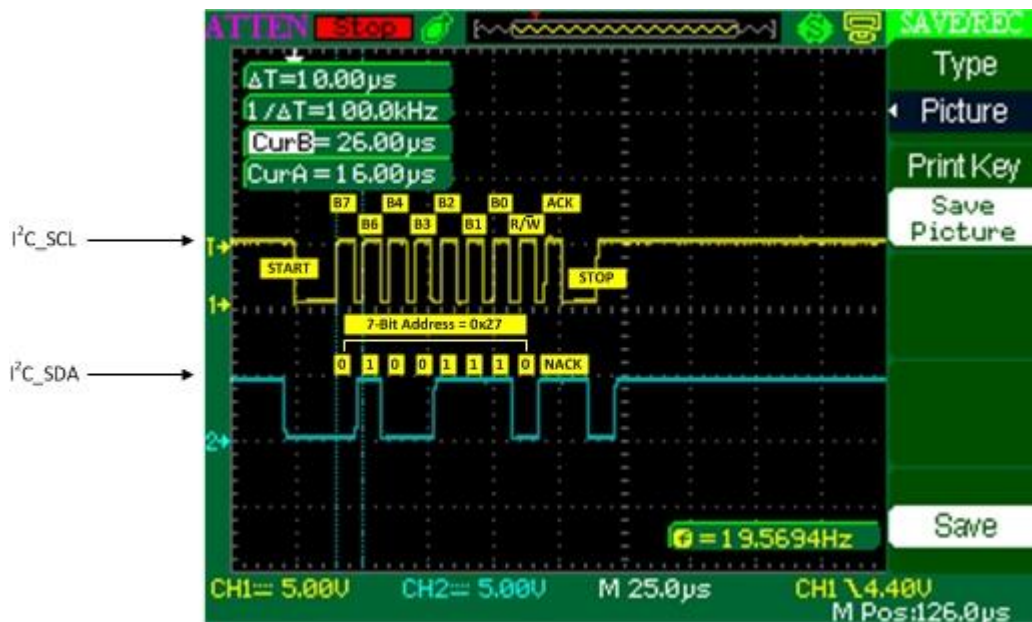 ATTEN Stop SAVE/REC
ΔT=10.00μs
1/ΔT=100.0kHz
CurB= 26.00μs
CurA= 16.00μs
Type
Picture
Print Key
Save
Picture
B7 B4 B2 B0 ACK
B6 B3 B1 R/W̅
I²C_SCL
T
START
STOP
1
7-Bit Address = 0x27
I²C_SDA
0 1 0 0 1 1 1 0 NACK
2
f=19.5694Hz
Save
CH1 5.00V CH2 5.00V M 25.0μs CH1 4.40V
M Pos:126.0μs